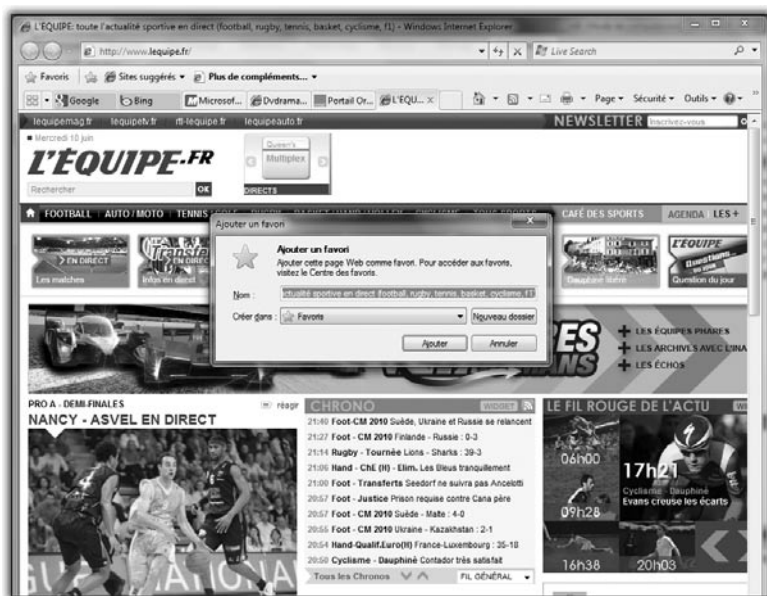 L'ÉQUIPE: toute l'actualité sportive en direct (football, rugby, tennis, basket, cyclisme, f1) - Windows Internet Explorer
http://www.lequipe.fr/
Live Search
Favoris
Sites suggérés
Plus de compléments...
Google
Bing
Microsof...
Dvdrama...
Portail Or...
L'ÉQU...
Page
Sécurité
Outils
lequipemag.fr
lequipetv.fr
rtl-lequipe.fr
lequipeauto.fr
NEWSLETTER
Inscrivez-vous
Mercredi 10 juin
L'ÉQUIPE.FR
Rechercher
OK
Queen's
Multiplex
DIRECTS
FOOTBALL
AUTO/MOTO
TENNIS
CAFÉ DES SPORTS
AGENDA
LES +
EN DIRECT
Les matches
Infos en direct
Ajouter un favori
Ajouter un favori
Ajouter cette page Web comme favori. Pour accéder aux favoris,
visitez le Centre des favoris.
Nom :
actualité sportive en direct (football, rugby, tennis, basket, cyclisme, f1)
Créer dans :
Favoris
Nouveau dossier
Ajouter
Annuler
Dauphiné libéré
L'ÉQUIPE
Questions
Question du jour
LES ÉQUIPES PHARES
LES ARCHIVES AVEC L'INA
LES ÉCHOS
PRO A - DEMI-FINALES
réagir
NANCY - ASVEL EN DIRECT
CHRONO
WIDGET
21:40 Foot-CM 2010 Suède, Ukraine et Russie se relancent
21:27 Foot - CM 2010 Finlande - Russie : 0-3
21:14 Rugby - Tournée Lions - Sharks : 39-3
21:06 Hand - ChE (H) - Elim. Les Bleus tranquillement
21:00 Foot - Transferts Seedorf ne suivra pas Ancelotti
20:57 Foot - Justice Prison requise contre Cana père
20:57 Foot - CM 2010 Suède - Malte : 4-0
20:55 Foot - CM 2010 Ukraine - Kazakhstan : 2-1
20:54 Hand-Qualif.Euro(H) France-Luxembourg : 35-18
20:50 Cyclisme - Dauphiné Contador très satisfait
Tous les Chronos
FIL GÉNÉRAL
LE FIL ROUGE DE L'ACTU
06h00
09h28
17h21
Cyclisme - Dauphiné
Evans creuse les écarts
16h38
20h03